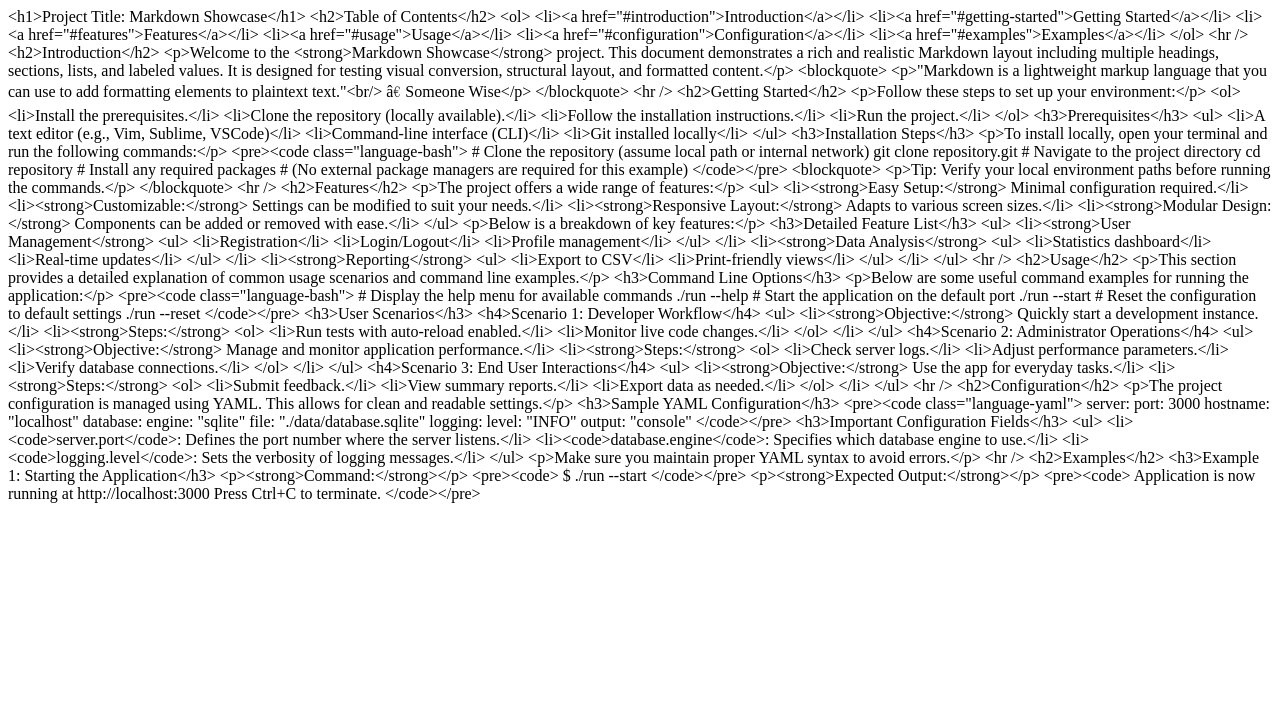 <h1>Project Title: Markdown Showcase</h1> <h2>Table of Contents</h2> <ol> <li><a href="#introduction">Introduction</a></li> <li><a href="#getting-started">Getting Started</a></li> <li>
<a href="#features">Features</a></li> <li><a href="#usage">Usage</a></li> <li><a href="#configuration">Configuration</a></li> <li><a href="#examples">Examples</a></li> </ol> <hr />
<h2>Introduction</h2> <p>Welcome to the <strong>Markdown Showcase</strong> project. This document demonstrates a rich and realistic Markdown layout including multiple headings,
sections, lists, and labeled values. It is designed for testing visual conversion, structural layout, and formatted content.</p> <blockquote> <p>"Markdown is a lightweight markup language that you
can use to add formatting elements to plaintext text."<br/> â€ Someone Wise</p> </blockquote> <hr /> <h2>Getting Started</h2> <p>Follow these steps to set up your environment:</p> <ol>
<li>Install the prerequisites.</li> <li>Clone the repository (locally available).</li> <li>Follow the installation instructions.</li> <li>Run the project.</li> </ol> <h3>Prerequisites</h3> <ul> <li>A
text editor (e.g., Vim, Sublime, VSCode)</li> <li>Command-line interface (CLI)</li> <li>Git installed locally</li> </ul> <h3>Installation Steps</h3> <p>To install locally, open your terminal and
run the following commands:</p> <pre><code class="language-bash"> # Clone the repository (assume local path or internal network) git clone repository.git # Navigate to the project directory cd
repository # Install any required packages # (No external package managers are required for this example) </code></pre> <blockquote> <p>Tip: Verify your local environment paths before running
the commands.</p> </blockquote> <hr /> <h2>Features</h2> <p>The project offers a wide range of features:</p> <ul> <li><strong>Easy Setup:</strong> Minimal configuration required.</li>
<li><strong>Customizable:</strong> Settings can be modified to suit your needs.</li> <li><strong>Responsive Layout:</strong> Adapts to various screen sizes.</li> <li><strong>Modular Design:
</strong> Components can be added or removed with ease.</li> </ul> <p>Below is a breakdown of key features:</p> <h3>Detailed Feature List</h3> <ul> <li><strong>User
Management</strong> <ul> <li>Registration</li> <li>Login/Logout</li> <li>Profile management</li> </ul> </li> <li><strong>Data Analysis</strong> <ul> <li>Statistics dashboard</li>
<li>Real-time updates</li> </ul> </li> <li><strong>Reporting</strong> <ul> <li>Export to CSV</li> <li>Print-friendly views</li> </ul> </li> </ul> <hr /> <h2>Usage</h2> <p>This section
provides a detailed explanation of common usage scenarios and command line examples.</p> <h3>Command Line Options</h3> <p>Below are some useful command examples for running the
application:</p> <pre><code class="language-bash"> # Display the help menu for available commands ./run --help # Start the application on the default port ./run --start # Reset the configuration
to default settings ./run --reset </code></pre> <h3>User Scenarios</h3> <h4>Scenario 1: Developer Workflow</h4> <ul> <li><strong>Objective:</strong> Quickly start a development instance.
</li> <li><strong>Steps:</strong> <ol> <li>Run tests with auto-reload enabled.</li> <li>Monitor live code changes.</li> </ol> </li> </ul> <h4>Scenario 2: Administrator Operations</h4> <ul>
<li><strong>Objective:</strong> Manage and monitor application performance.</li> <li><strong>Steps:</strong> <ol> <li>Check server logs.</li> <li>Adjust performance parameters.</li>
<li>Verify database connections.</li> </ol> </li> </ul> <h4>Scenario 3: End User Interactions</h4> <ul> <li><strong>Objective:</strong> Use the app for everyday tasks.</li> <li>
<strong>Steps:</strong> <ol> <li>Submit feedback.</li> <li>View summary reports.</li> <li>Export data as needed.</li> </ol> </li> </ul> <hr /> <h2>Configuration</h2> <p>The project
configuration is managed using YAML. This allows for clean and readable settings.</p> <h3>Sample YAML Configuration</h3> <pre><code class="language-yaml"> server: port: 3000 hostname:
"localhost" database: engine: "sqlite" file: "./data/database.sqlite" logging: level: "INFO" output: "console" </code></pre> <h3>Important Configuration Fields</h3> <ul> <li>
<code>server.port</code>: Defines the port number where the server listens.</li> <li><code>database.engine</code>: Specifies which database engine to use.</li> <li>
<code>logging.level</code>: Sets the verbosity of logging messages.</li> </ul> <p>Make sure you maintain proper YAML syntax to avoid errors.</p> <hr /> <h2>Examples</h2> <h3>Example
1: Starting the Application</h3> <p><strong>Command:</strong></p> <pre><code> $ ./run --start </code></pre> <p><strong>Expected Output:</strong></p> <pre><code> Application is now
running at http://localhost:3000 Press Ctrl+C to terminate. </code></pre>